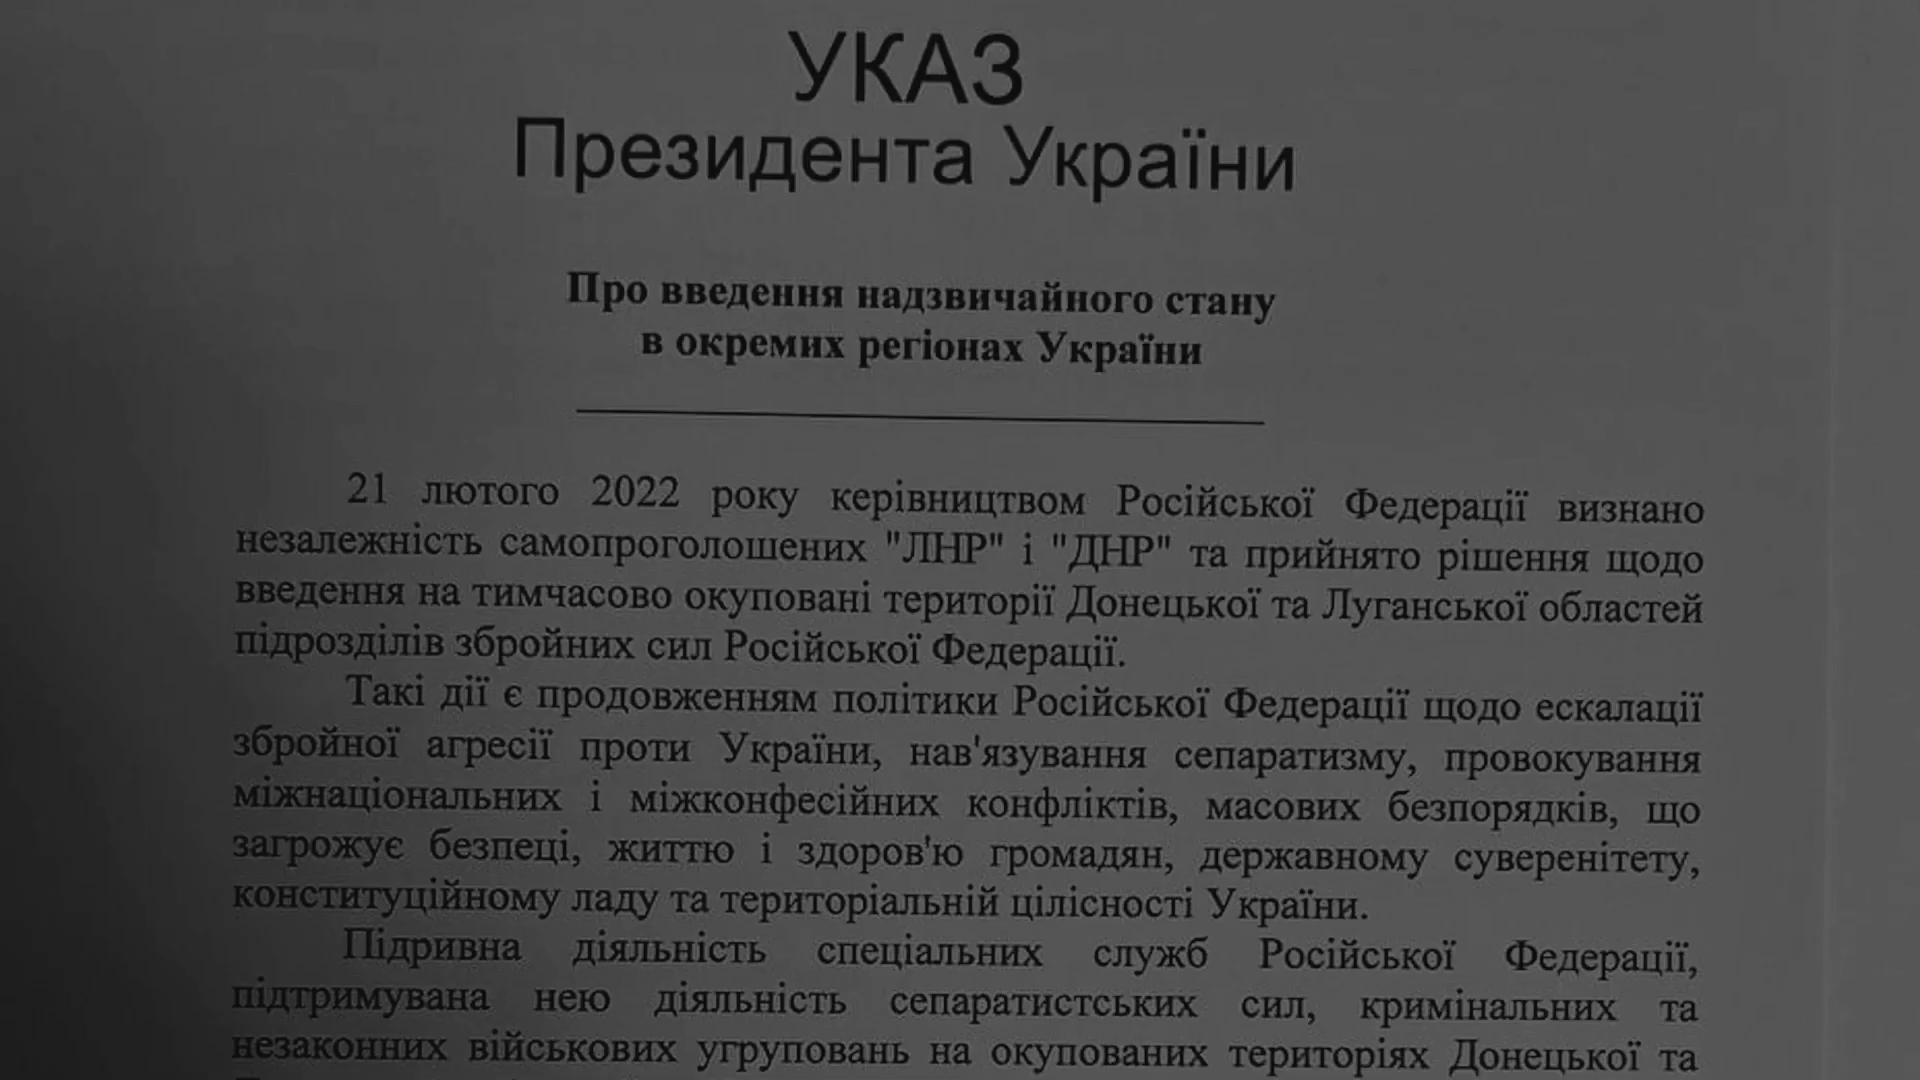 УКАЗ
Президента України
Про введення надзвичайного стану
в окремих регіонах України
21 лютого 2022 року керівництвом Російської Федерації визнано
незалежність самопроголошених "ЛНР" і "ДНР" та прийнято рішення щодо
введення на тимчасово окуповані території Донецької та Луганської областей
підрозділів збройних сил Російської Федерації.
Такі дії є продовженням політики Російської Федерації щодо ескалації
збройної агресії проти України, нав'язування сепаратизму, провокування
міжнаціональних і міжконфесійних конфліктів, масових безпорядків, що
загрожує безпеці, життю і здоров'ю громадян, державному суверенітету,
конституційному ладу та територіальній цілісності України.
Підривна діяльність спеціальних служб Російської Федерації,
підтримувана нею діяльність сепаратистських сил, кримінальних та
незаконних військових угруповань на окупованих територіях Донецької та